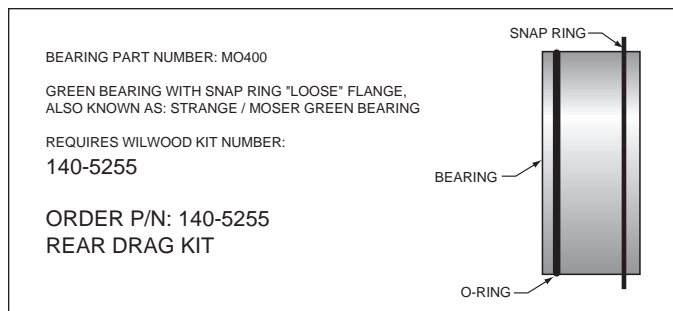 BEARING PART NUMBER: MO400
GREEN BEARING WITH SNAP RING "LOOSE" FLANGE,
ALSO KNOWN AS: STRANGE / MOSER GREEN BEARING
REQUIRES WILWOOD KIT NUMBER:
140-5255
ORDER P/N: 140-5255
REAR DRAG KIT
SNAP RING
BEARING
O-RING